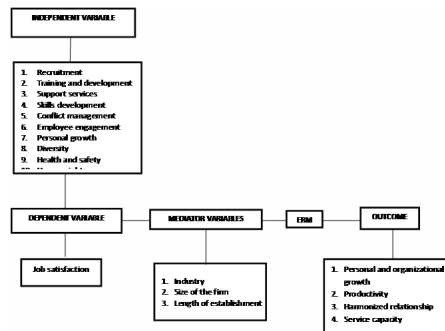 INDEPENDENT VARIABLE
1. Recruitment
2. Training and development
3. Support services
4. Skills development
5. Conflict management
6. Employee engagement
7. Personal growth
8. Diversity
9. Health and safety
DEPENDENT VARIABLE
MEDIATOR VARIABLES
ERM
OUTCOME
Job satisfaction
1. Industry
2. Size of the firm
3. Length of establishment
1. Personal and organizational
growth
2. Productivity
3. Harmonized relationship
4. Service capacity